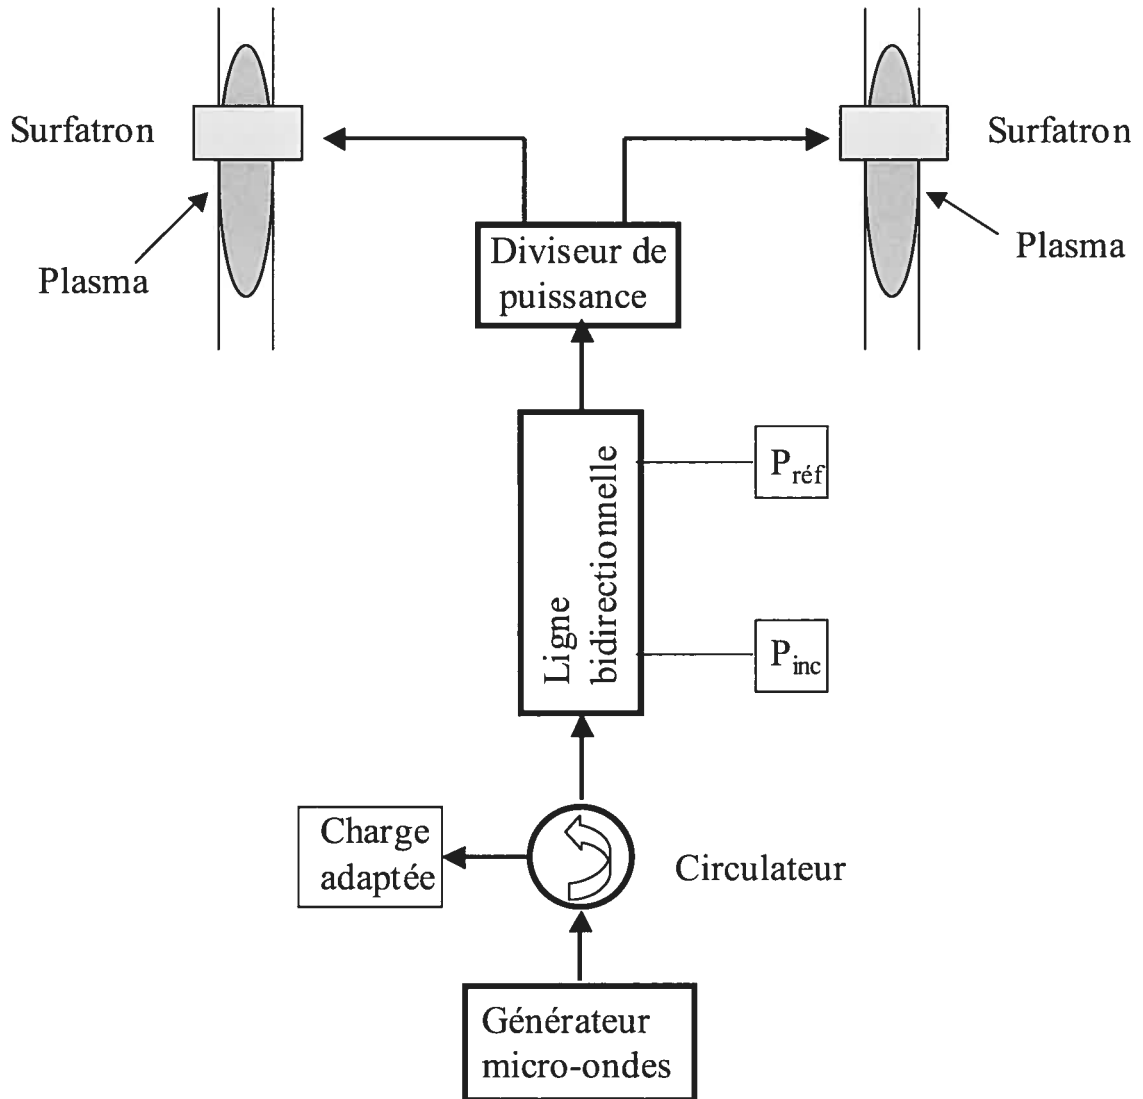 Surfatron
Surfatron
Plasma
Plasma
Diviseur de
puissance
Ligne
bidirectionnelle
Préf
Pinc
Charge
adaptée
Circulateur
Générateur
micro-ondes